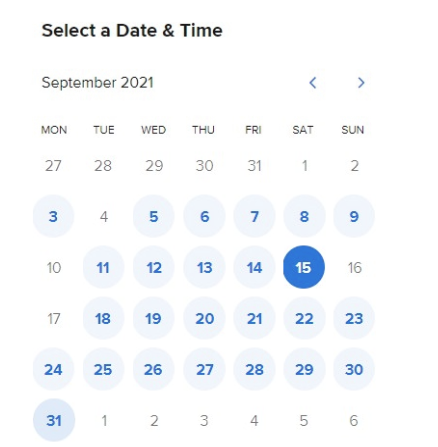 Select a Date & Time
September 2021
MON TUE WED THU FRI SAT SUN
27 28 29 30 31 1 2
3 4 5 6 7 8 9
10 11 12 13 14 15 16
17 18 19 20 21 22 23
24 25 26 27 28 29 30
31 1 2 3 4 5 6